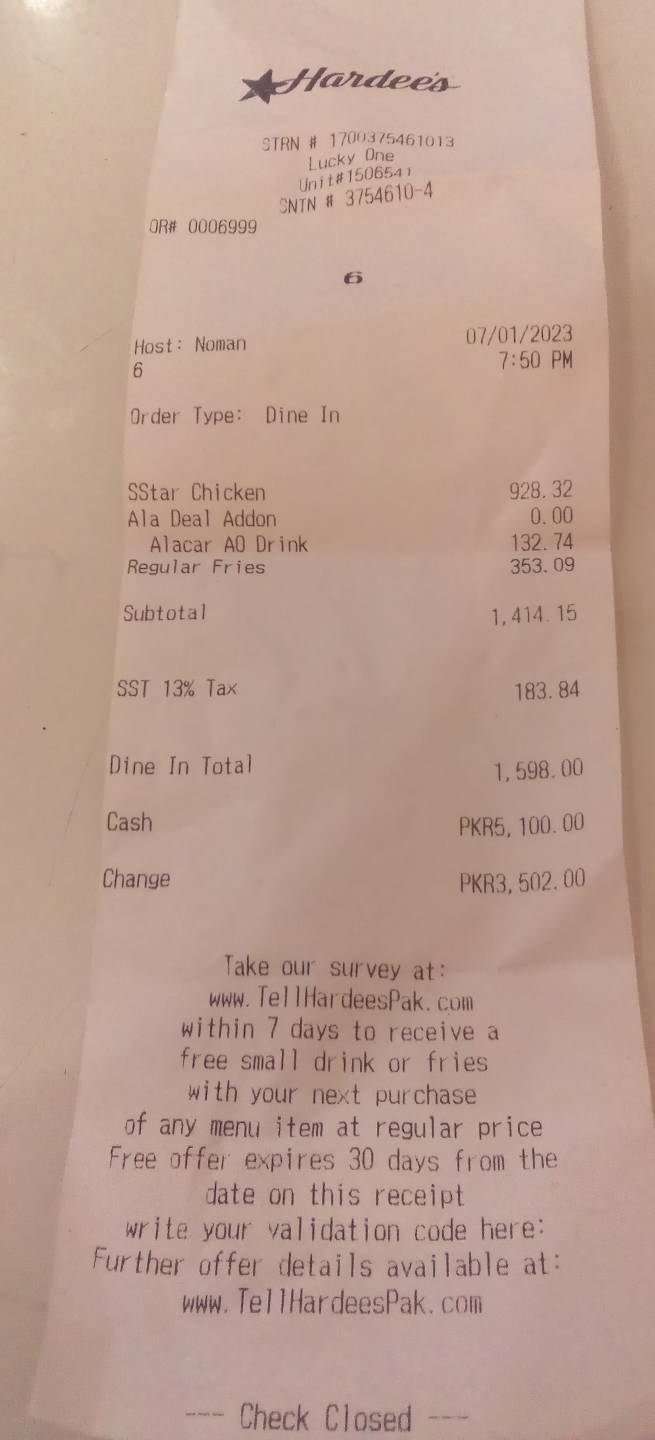 Hardee's
STRN # 1700375461013
Lucky One
Unit#1506541
SNTN # 3754610-4
OR# 0006999
6
Host: Noman 07/01/2023
6 7:50 PM
Order Type: Dine In
SStar Chicken 928.32
Ala Deal Addon 0.00
Alacar AO Drink 132.74
Regular Fries 353.09
Subtotal 1,414.15
SST 13% Tax 183.84
Dine In Total 1,598.00
Cash PKR5,100.00
Change PKR3,502.00
Take our survey at:
www.TellHardeesPak.com
within 7 days to receive a
free small drink or fries
with your next purchase
of any menu item at regular price
Free offer expires 30 days from the
date on this receipt
write your validation code here:
Further offer details available at:
www.TellHardeesPak.com
--- Check Closed ---